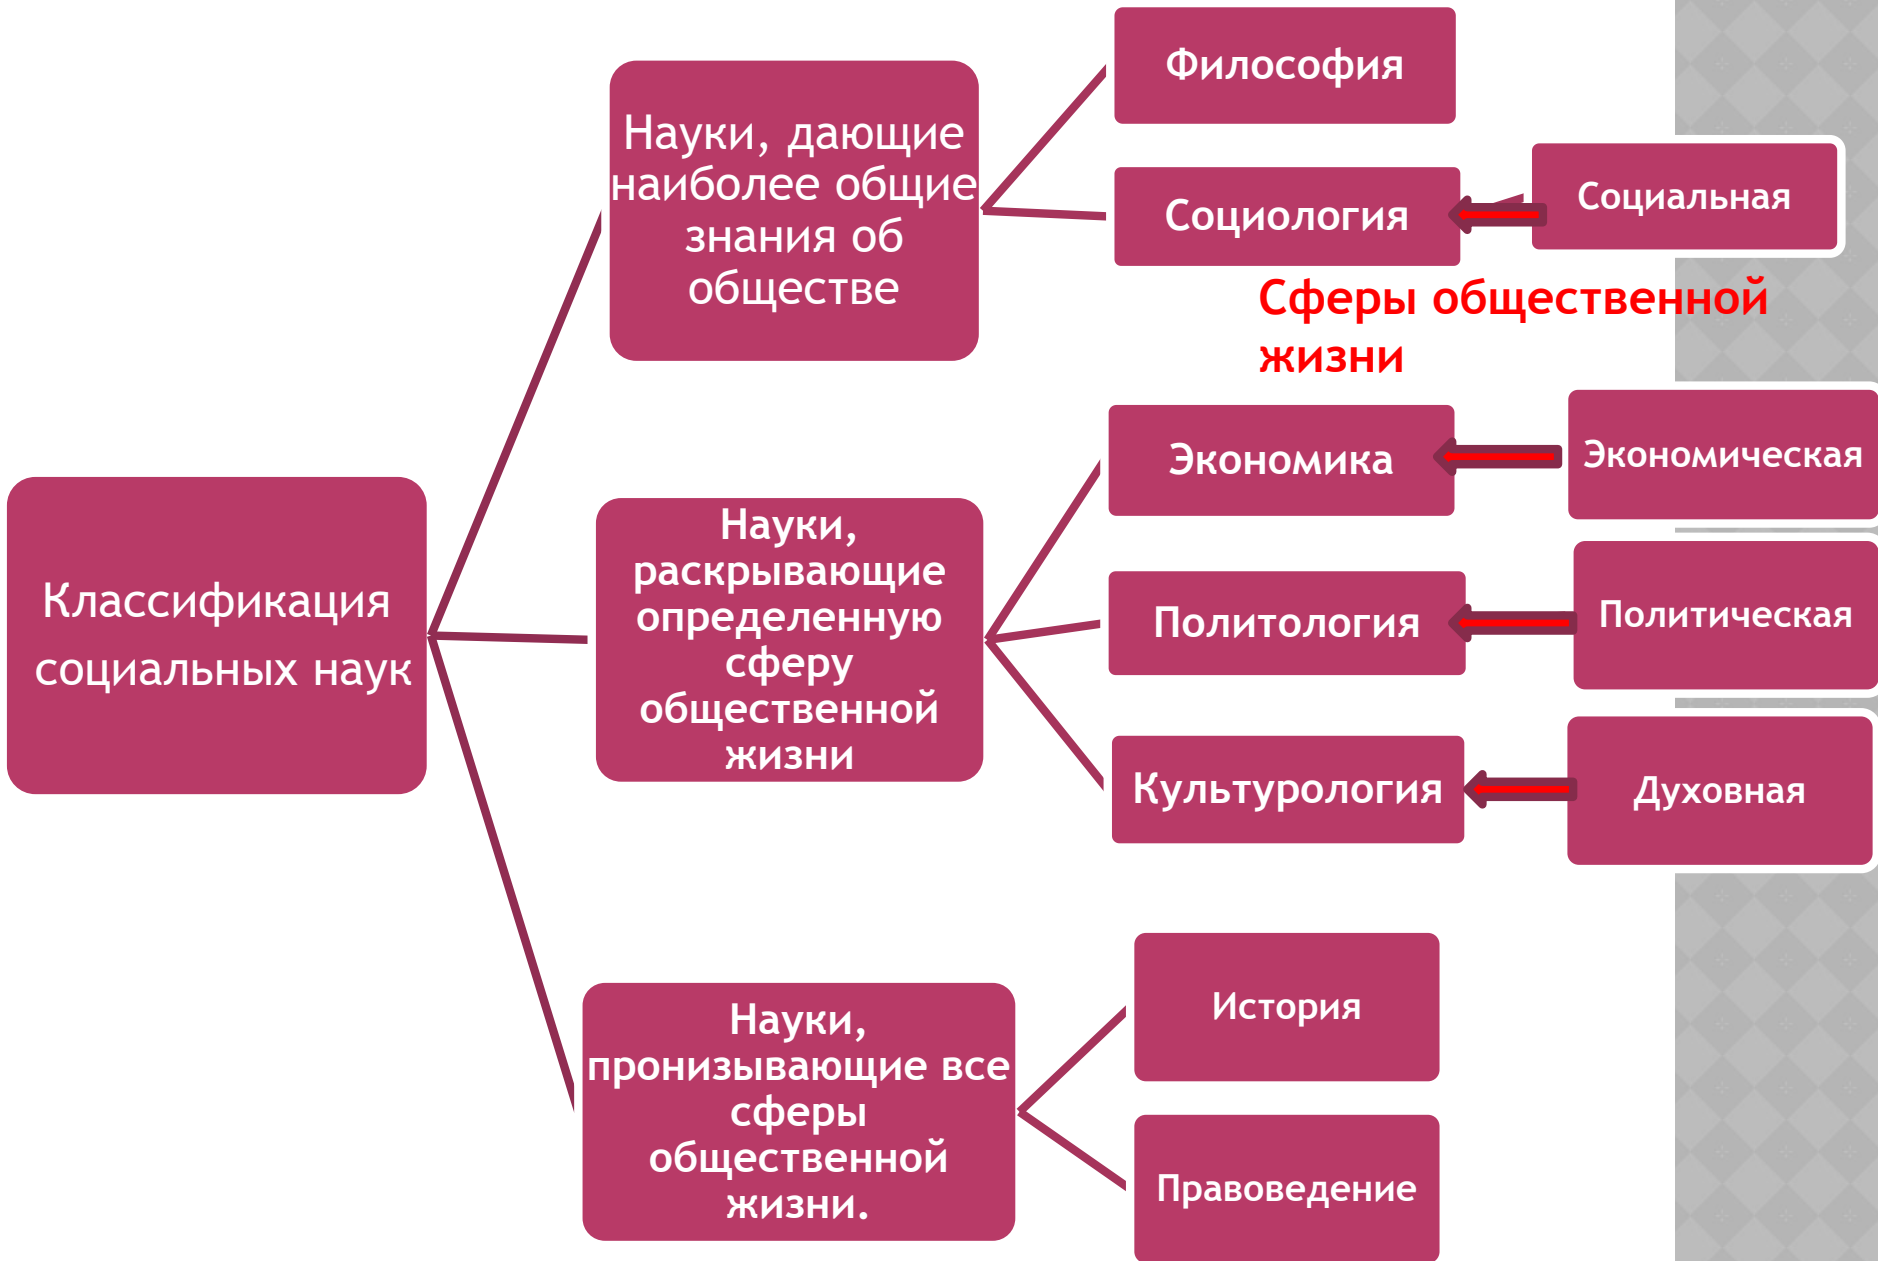 Классификация
социальных наук
Науки, дающие
наиболее общие
знания об
обществе
Философия
Социология
Социальная
Сферы общественной
жизни
Науки,
раскрывающие
определенную
сферу
общественной
жизни
Экономика
Экономическая
Политология
Политическая
Культурология
Духовная
Науки,
пронизывающие все
сферы
общественной
жизни.
История
Правоведение